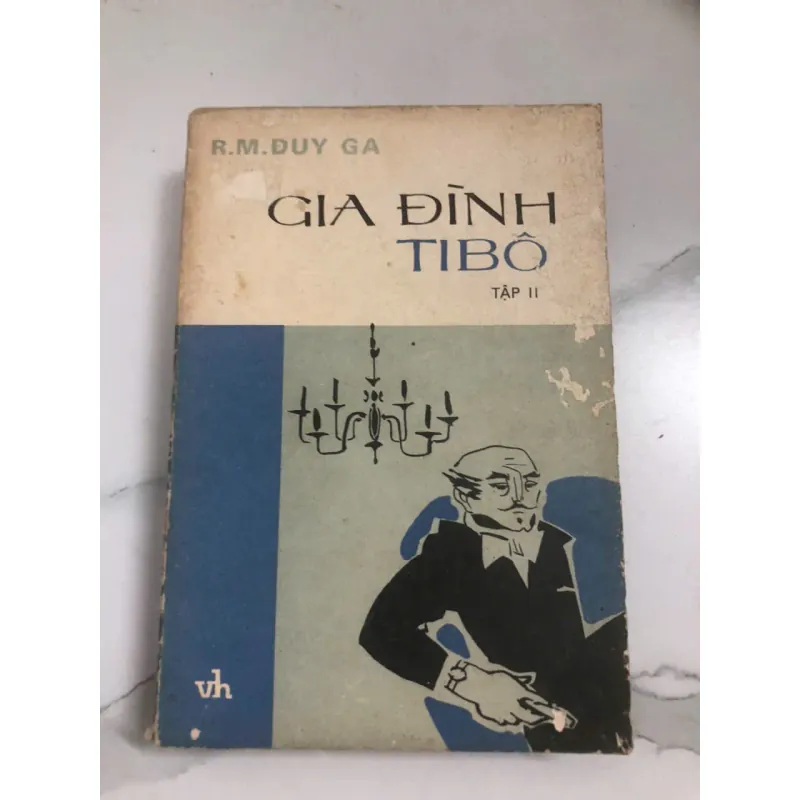 R.M.ĐUY GA
GIA ĐÌNH
TIBÔ
TẬP II
vh